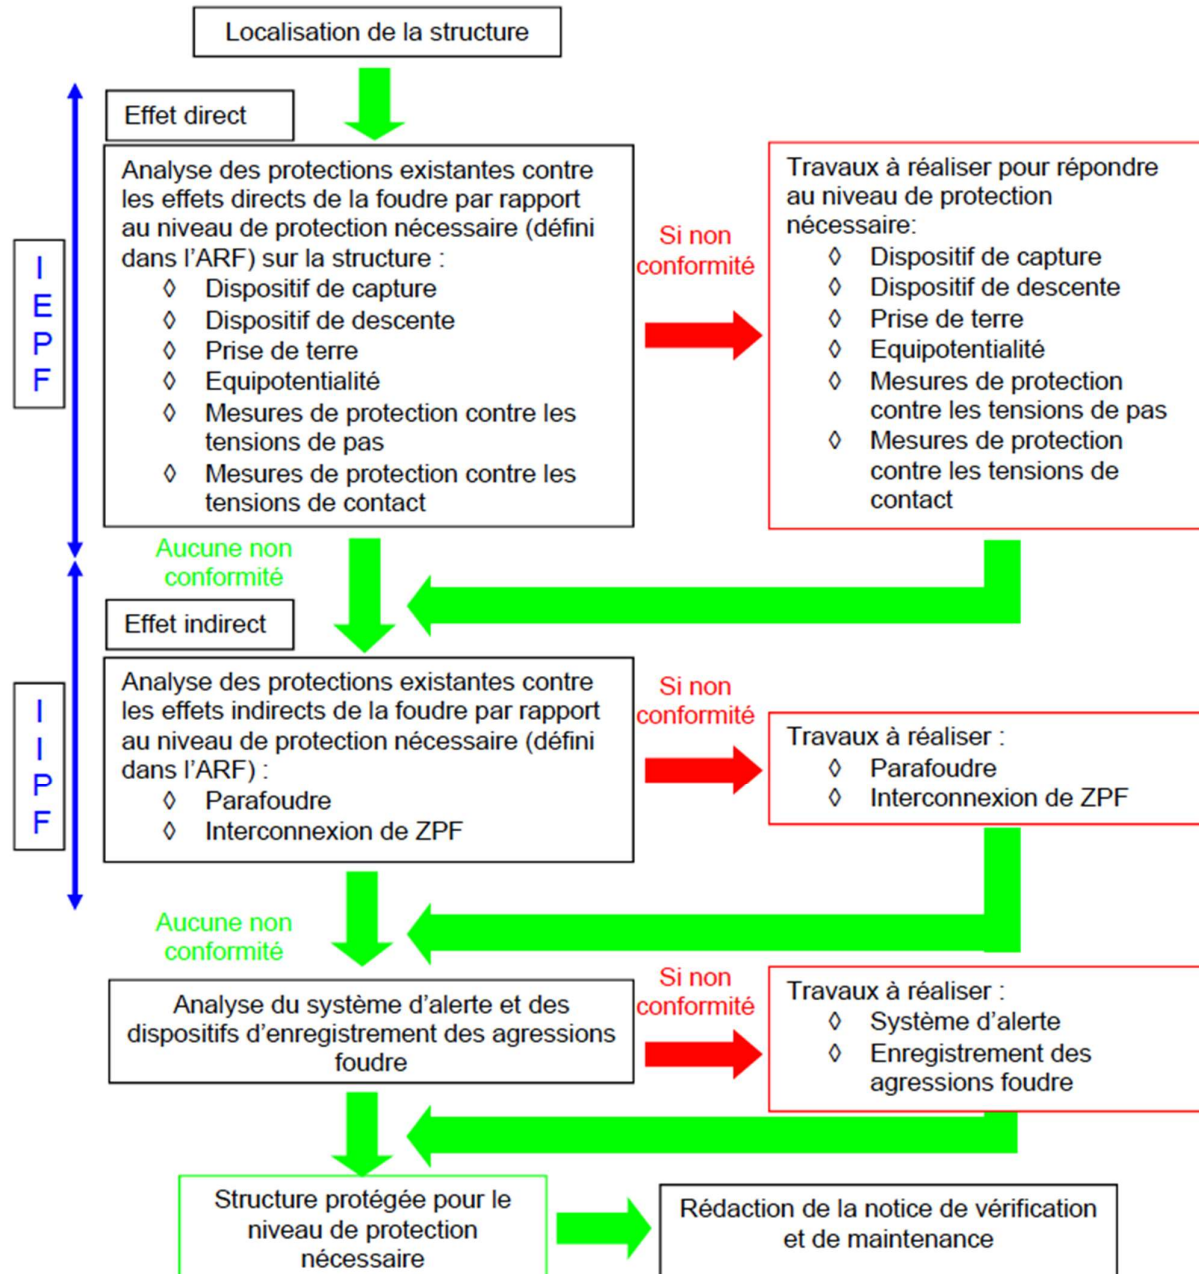 Localisation de la structure
Effet direct
I
E
P
F
Analyse des protections existantes contre
les effets directs de la foudre par rapport
au niveau de protection nécessaire (défini
dans l'ARF) sur la structure :
◊ Dispositif de capture
◊ Dispositif de descente
◊ Prise de terre
◊ Equipotentialité
◊ Mesures de protection contre les
tensions de pas
◊ Mesures de protection contre les
tensions de contact
Si non
conformité
Travaux à réaliser pour répondre
au niveau de protection
nécessaire:
◊ Dispositif de capture
◊ Dispositif de descente
◊ Prise de terre
◊ Equipotentialité
◊ Mesures de protection
contre les tensions de pas
◊ Mesures de protection
contre les tensions de
contact
Aucune non
conformité
Effet indirect
I
I
P
F
Analyse des protections existantes contre
les effets indirects de la foudre par rapport
au niveau de protection nécessaire (défini
dans l'ARF) :
◊ Parafoudre
◊ Interconnexion de ZPF
Si non
conformité
Travaux à réaliser :
◊ Parafoudre
◊ Interconnexion de ZPF
Aucune non
conformité
Analyse du système d'alerte et des
dispositifs d'enregistrement des agressions
foudre
Si non
conformité
Travaux à réaliser :
◊ Système d'alerte
◊ Enregistrement des
agressions foudre
Structure protégée pour le
niveau de protection
nécessaire
Rédaction de la notice de vérification
et de maintenance